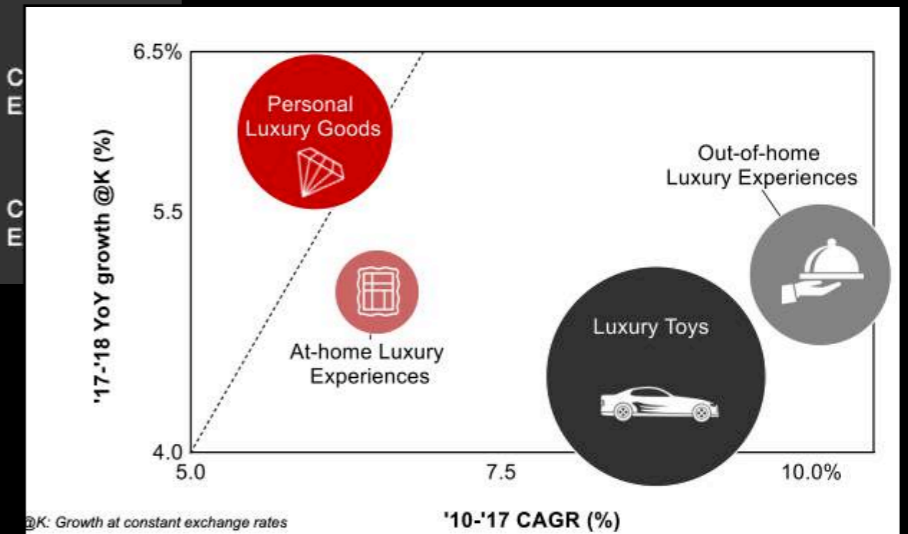 C
E
C
E
6.5%
5.5
4.0
'17-'18 YoY growth @K (%)
Personal
Luxury Goods
Out-of-home
Luxury Experiences
At-home Luxury
Experiences
Luxury Toys
5.0
7.5
10.0%
'10-'17 CAGR (%)
@K: Growth at constant exchange rates